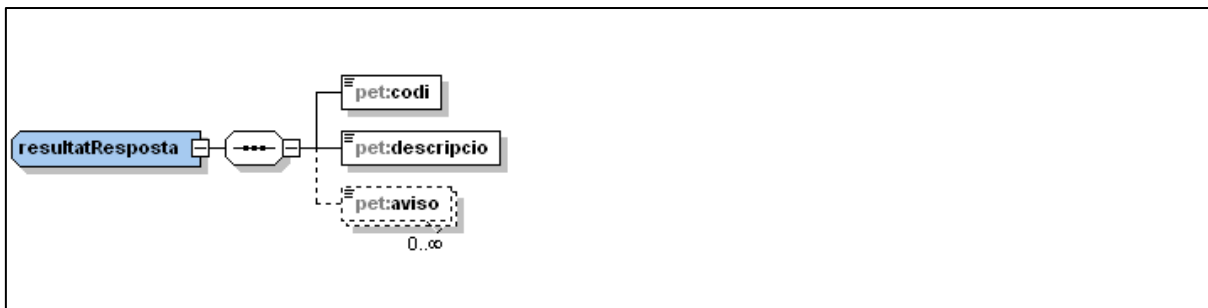 pet:codi
resultatResposta
pet:descripcio
pet:aviso
0..∞